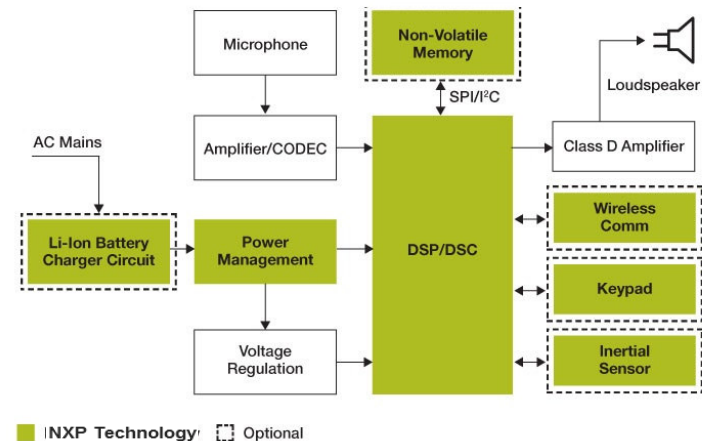 Microphone
Non-Volatile
Memory
Loudspeaker
SPI/I²C
AC Mains
Amplifier/CODEC
Class D Amplifier
Li-Ion Battery
Charger Circuit
Power
Management
DSP/DSC
Wireless
Comm
Keypad
Voltage
Regulation
Inertial
Sensor
NXP Technology
Optional